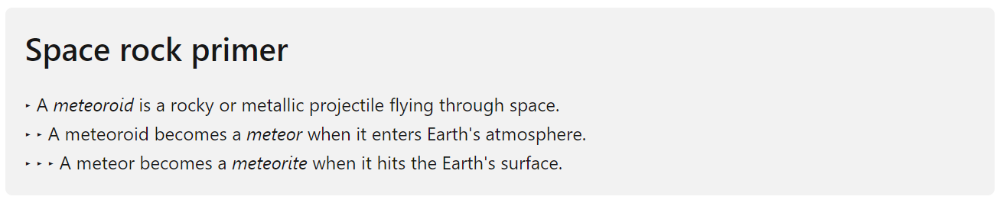 Space rock primer
‣ A meteoroid is a rocky or metallic projectile flying through space.
‣ ‣ A meteoroid becomes a meteor when it enters Earth's atmosphere.
‣ ‣ ‣ A meteor becomes a meteorite when it hits the Earth's surface.